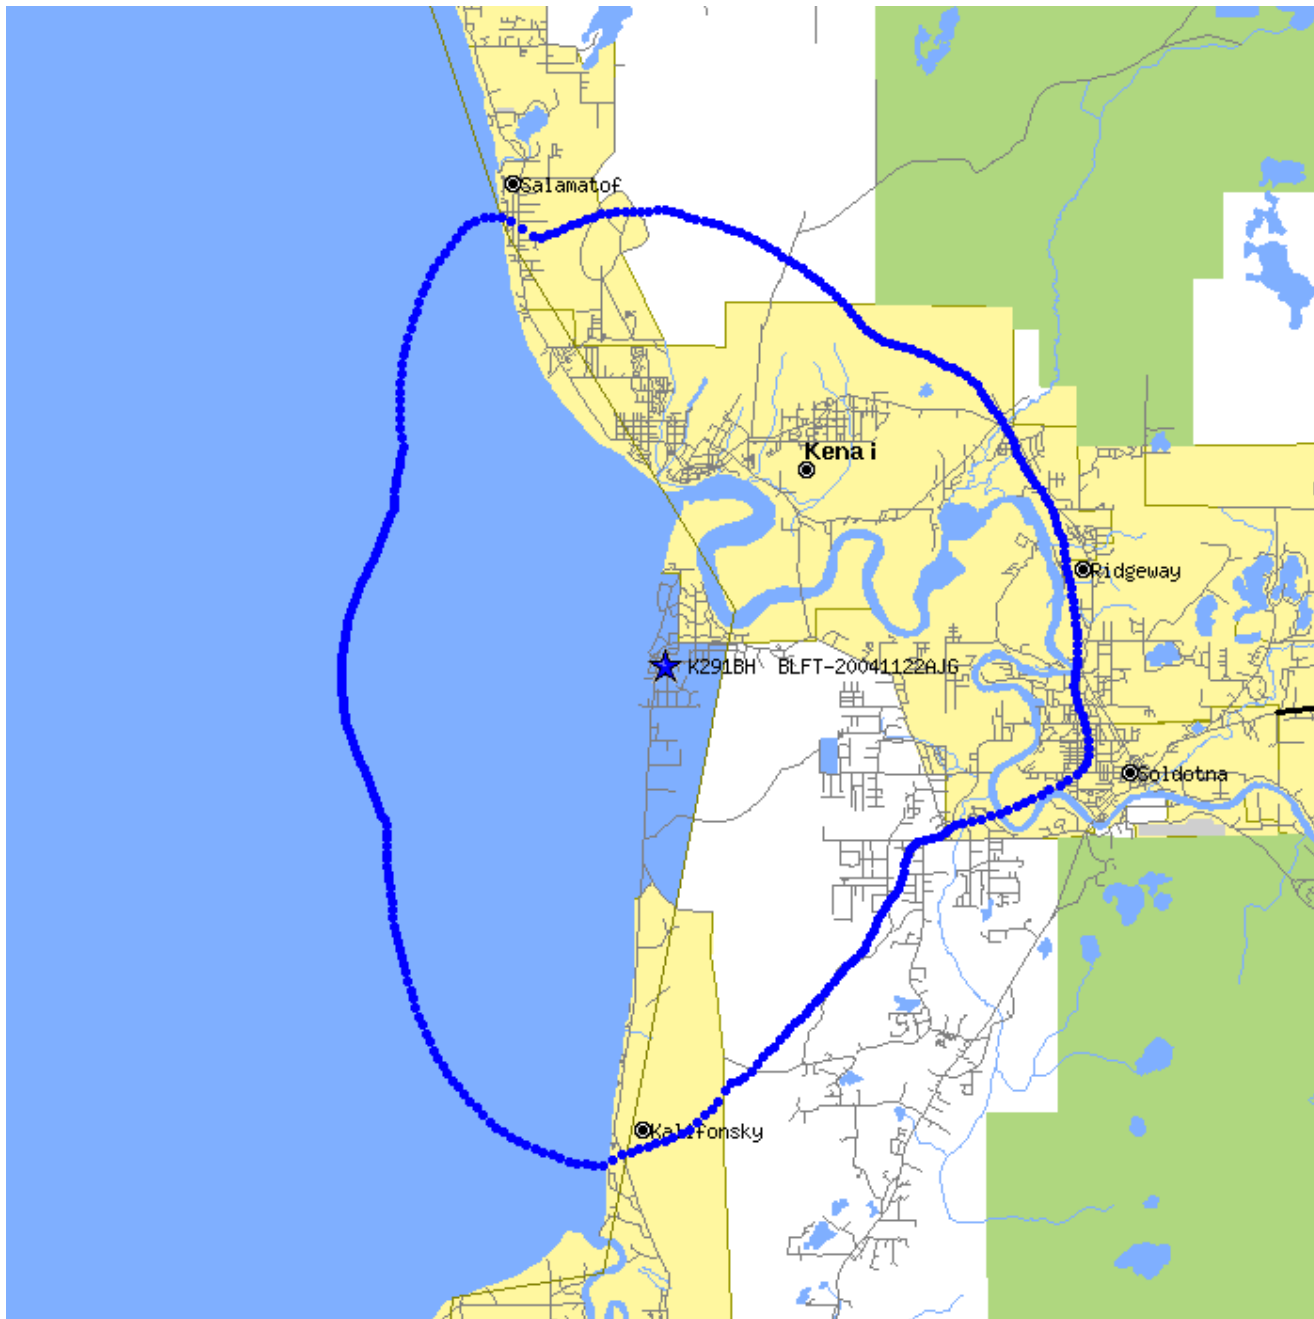 Salamatof
Kenai
Ridgeway
K291BH BLFT-20041122AJG
Soldotna
Kalifonsky